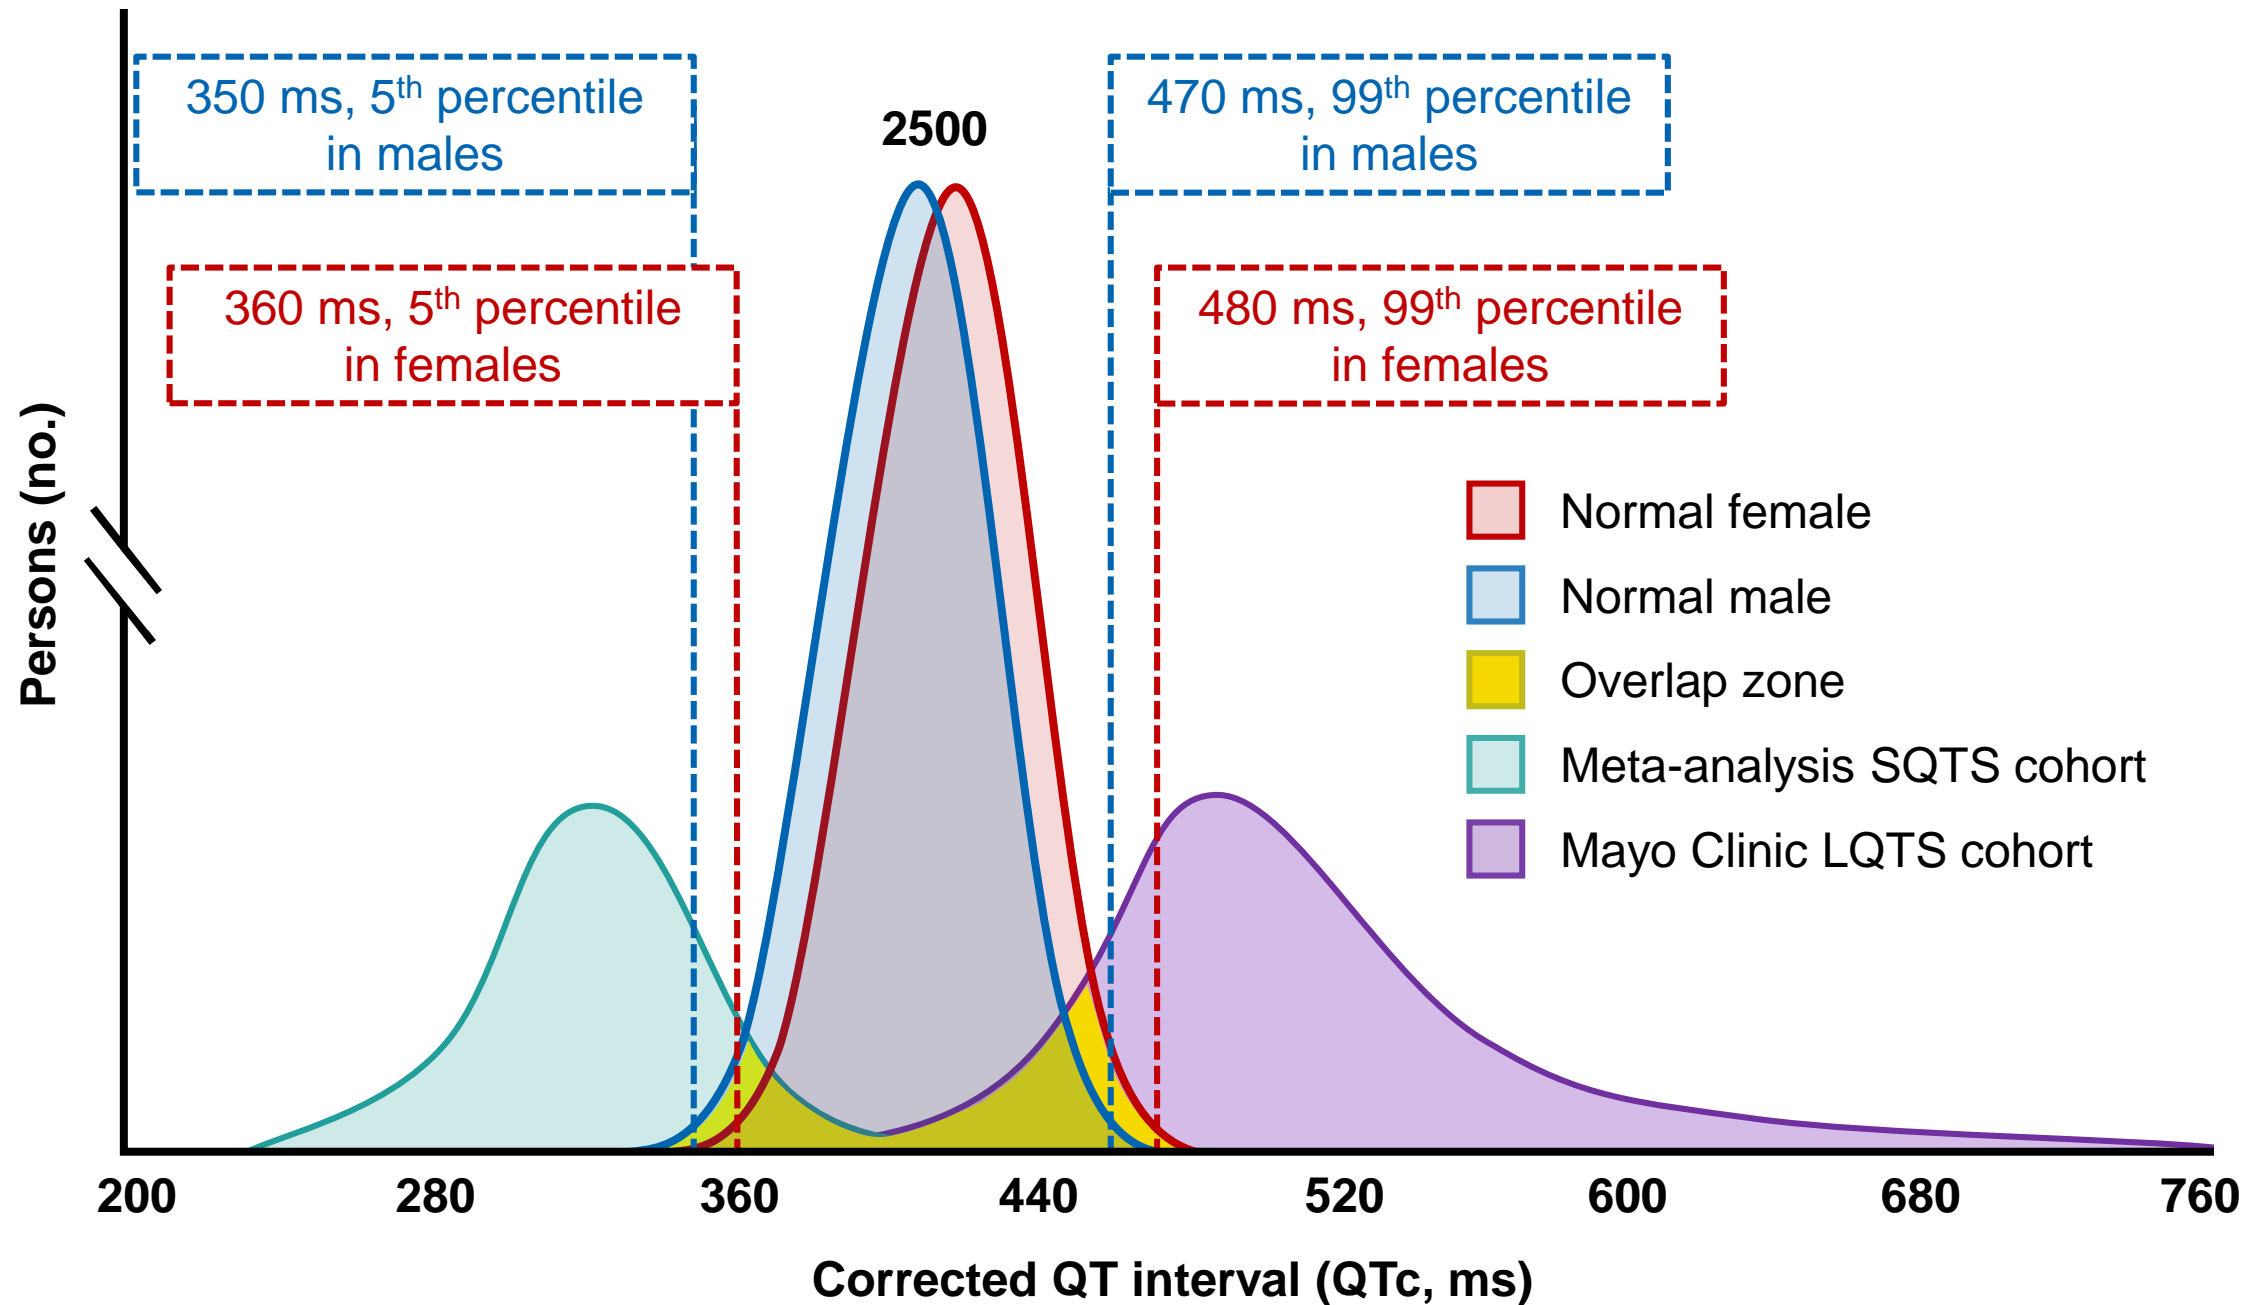 350 ms, 5th percentile
in males
2500
470 ms, 99th percentile
in males
360 ms, 5th percentile
in females
480 ms, 99th percentile
in females
Persons (no.)
Normal female
Normal male
Overlap zone
Meta-analysis SQTS cohort
Mayo Clinic LQTS cohort
200 280 360 440 520 600 680 760
Corrected QT interval (QTc, ms)